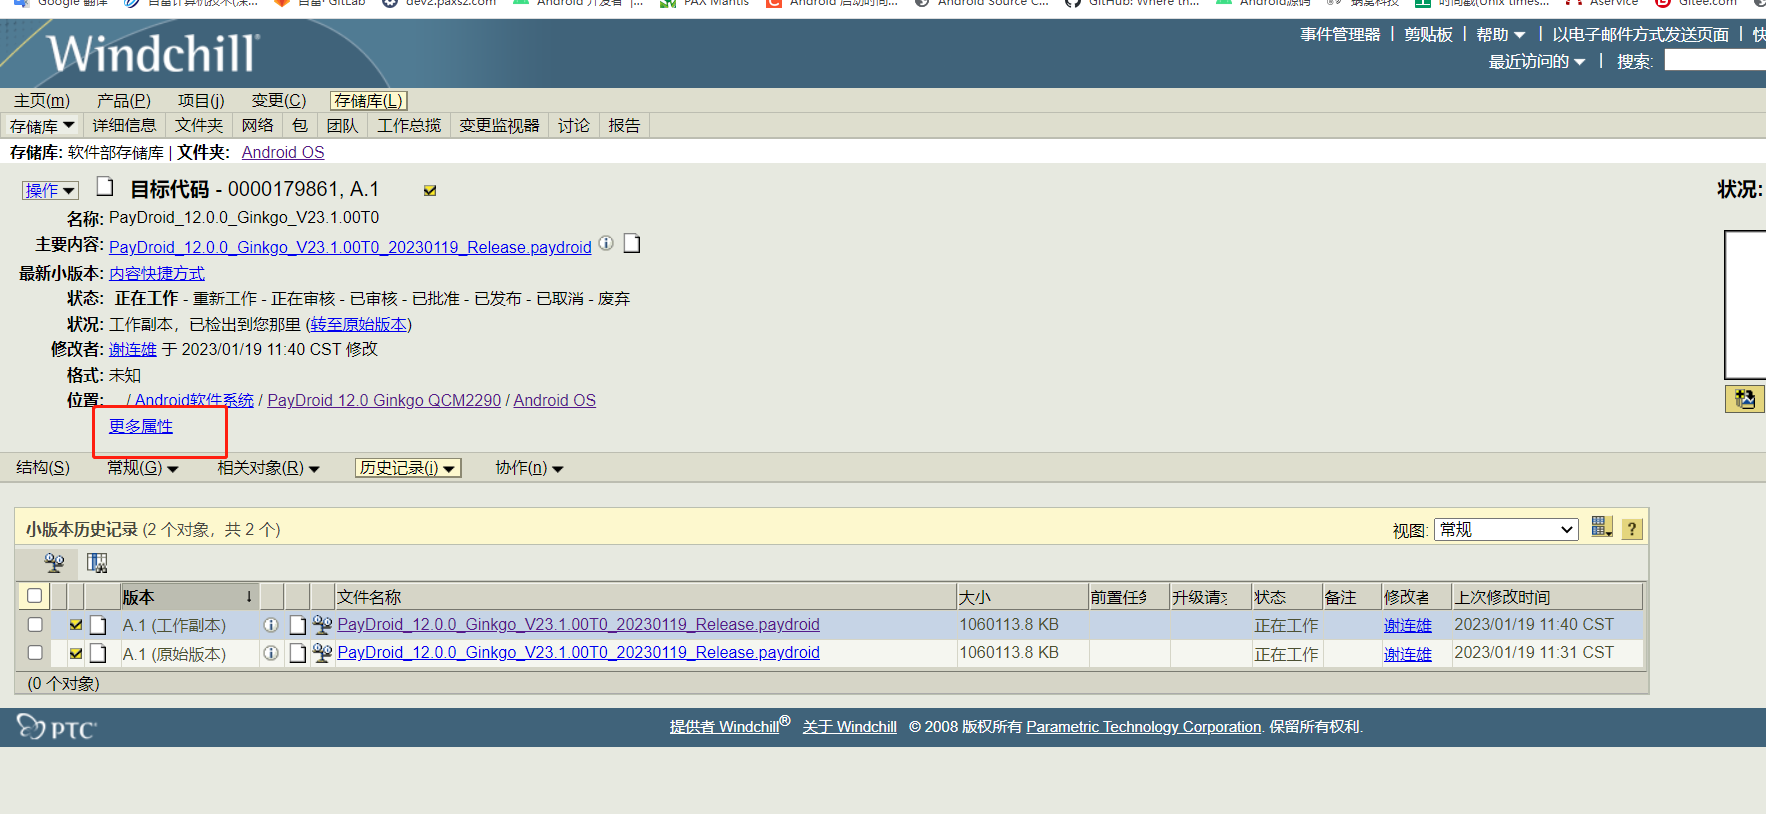 Google 翻译 百富计算机技术(深... 百富· GitLab dev2.paxsz.com Android 开发者 |... PAX Mantis Android 启动时间... Android Source C... GitHub: Where th... Android源码 蜗窝科技 时间戳(Unix times... Aservice Gitee.com
Windchill
事件管理器 | 剪贴板 | 帮助 | 以电子邮件方式发送页面 | 快
最近访问的 | 搜索:
主页(m) 产品(P) 项目(j) 变更(C) 存储库(L)
存储库 详细信息 文件夹 网络 包 团队 工作总揽 变更监视器 讨论 报告
存储库: 软件部存储库 | 文件夹: Android OS
操作 目标代码 - 0000179861, A.1 状况:
名称: PayDroid_12.0.0_Ginkgo_V23.1.00T0
主要内容: PayDroid_12.0.0_Ginkgo_V23.1.00T0_20230119_Release.paydroid
最新小版本: 内容快捷方式
状态: 正在工作 - 重新工作 - 正在审核 - 已审核 - 已批准 - 已发布 - 已取消 - 废弃
状况: 工作副本，已检出到您那里 (转至原始版本)
修改者: 谢连雄 于 2023/01/19 11:40 CST 修改
格式: 未知
位置: / Android软件系统 / PayDroid 12.0 Ginkgo QCM2290 / Android OS
更多属性
结构(S) 常规(G) 相关对象(R) 历史记录(i) 协作(n)
小版本历史记录 (2 个对象，共 2 个) 视图: 常规 ?
版本 ↓ 文件名称 大小 前置任务 升级请求 状态 备注 修改者 上次修改时间
A.1 (工作副本) PayDroid_12.0.0_Ginkgo_V23.1.00T0_20230119_Release.paydroid 1060113.8 KB 正在工作 谢连雄 2023/01/19 11:40 CST
A.1 (原始版本) PayDroid_12.0.0_Ginkgo_V23.1.00T0_20230119_Release.paydroid 1060113.8 KB 正在工作 谢连雄 2023/01/19 11:31 CST
(0 个对象)
PTC 提供者 Windchill® 关于 Windchill © 2008 版权所有 Parametric Technology Corporation. 保留所有权利.